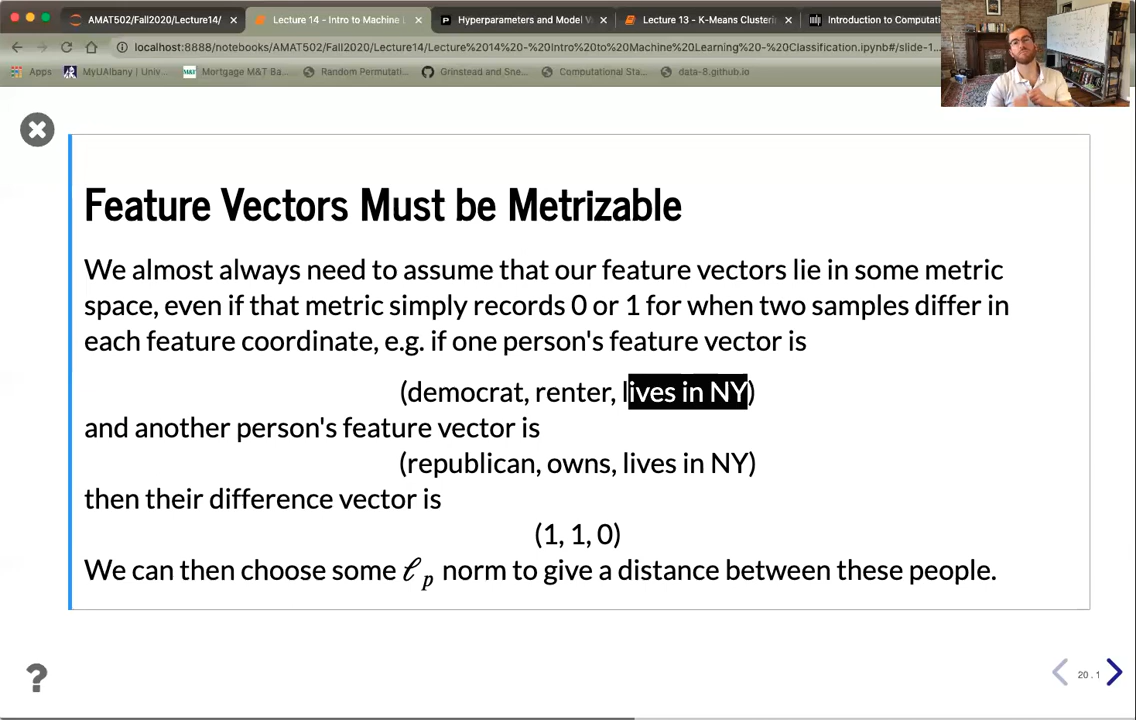 AMAT502/Fall2020/Lecture14/
Lecture 14 - Intro to Machine L
Hyperparameters and Model V
Lecture 13 - K-Means Clusteri
Introduction to Computati
localhost:8888/notebooks/AMAT502/Fall2020/Lecture14/Lecture%2014%20-%20Intro%20to%20Machine%20Learning%20-%20Classification.ipynb#/slide-1...
Apps
MyUAlbany | Univ...
M&T
Mortgage M&T Ba...
Random Permutati...
Grinstead and Sne...
Computational Sta...
data-8.github.io
Feature Vectors Must be Metrizable
We almost always need to assume that our feature vectors lie in some metric
space, even if that metric simply records 0 or 1 for when two samples differ in
each feature coordinate, e.g. if one person's feature vector is
(democrat, renter, lives in NY)
and another person's feature vector is
(republican, owns, lives in NY)
then their difference vector is
(1, 1, 0)
We can then choose some ℓp norm to give a distance between these people.
?
20 . 1